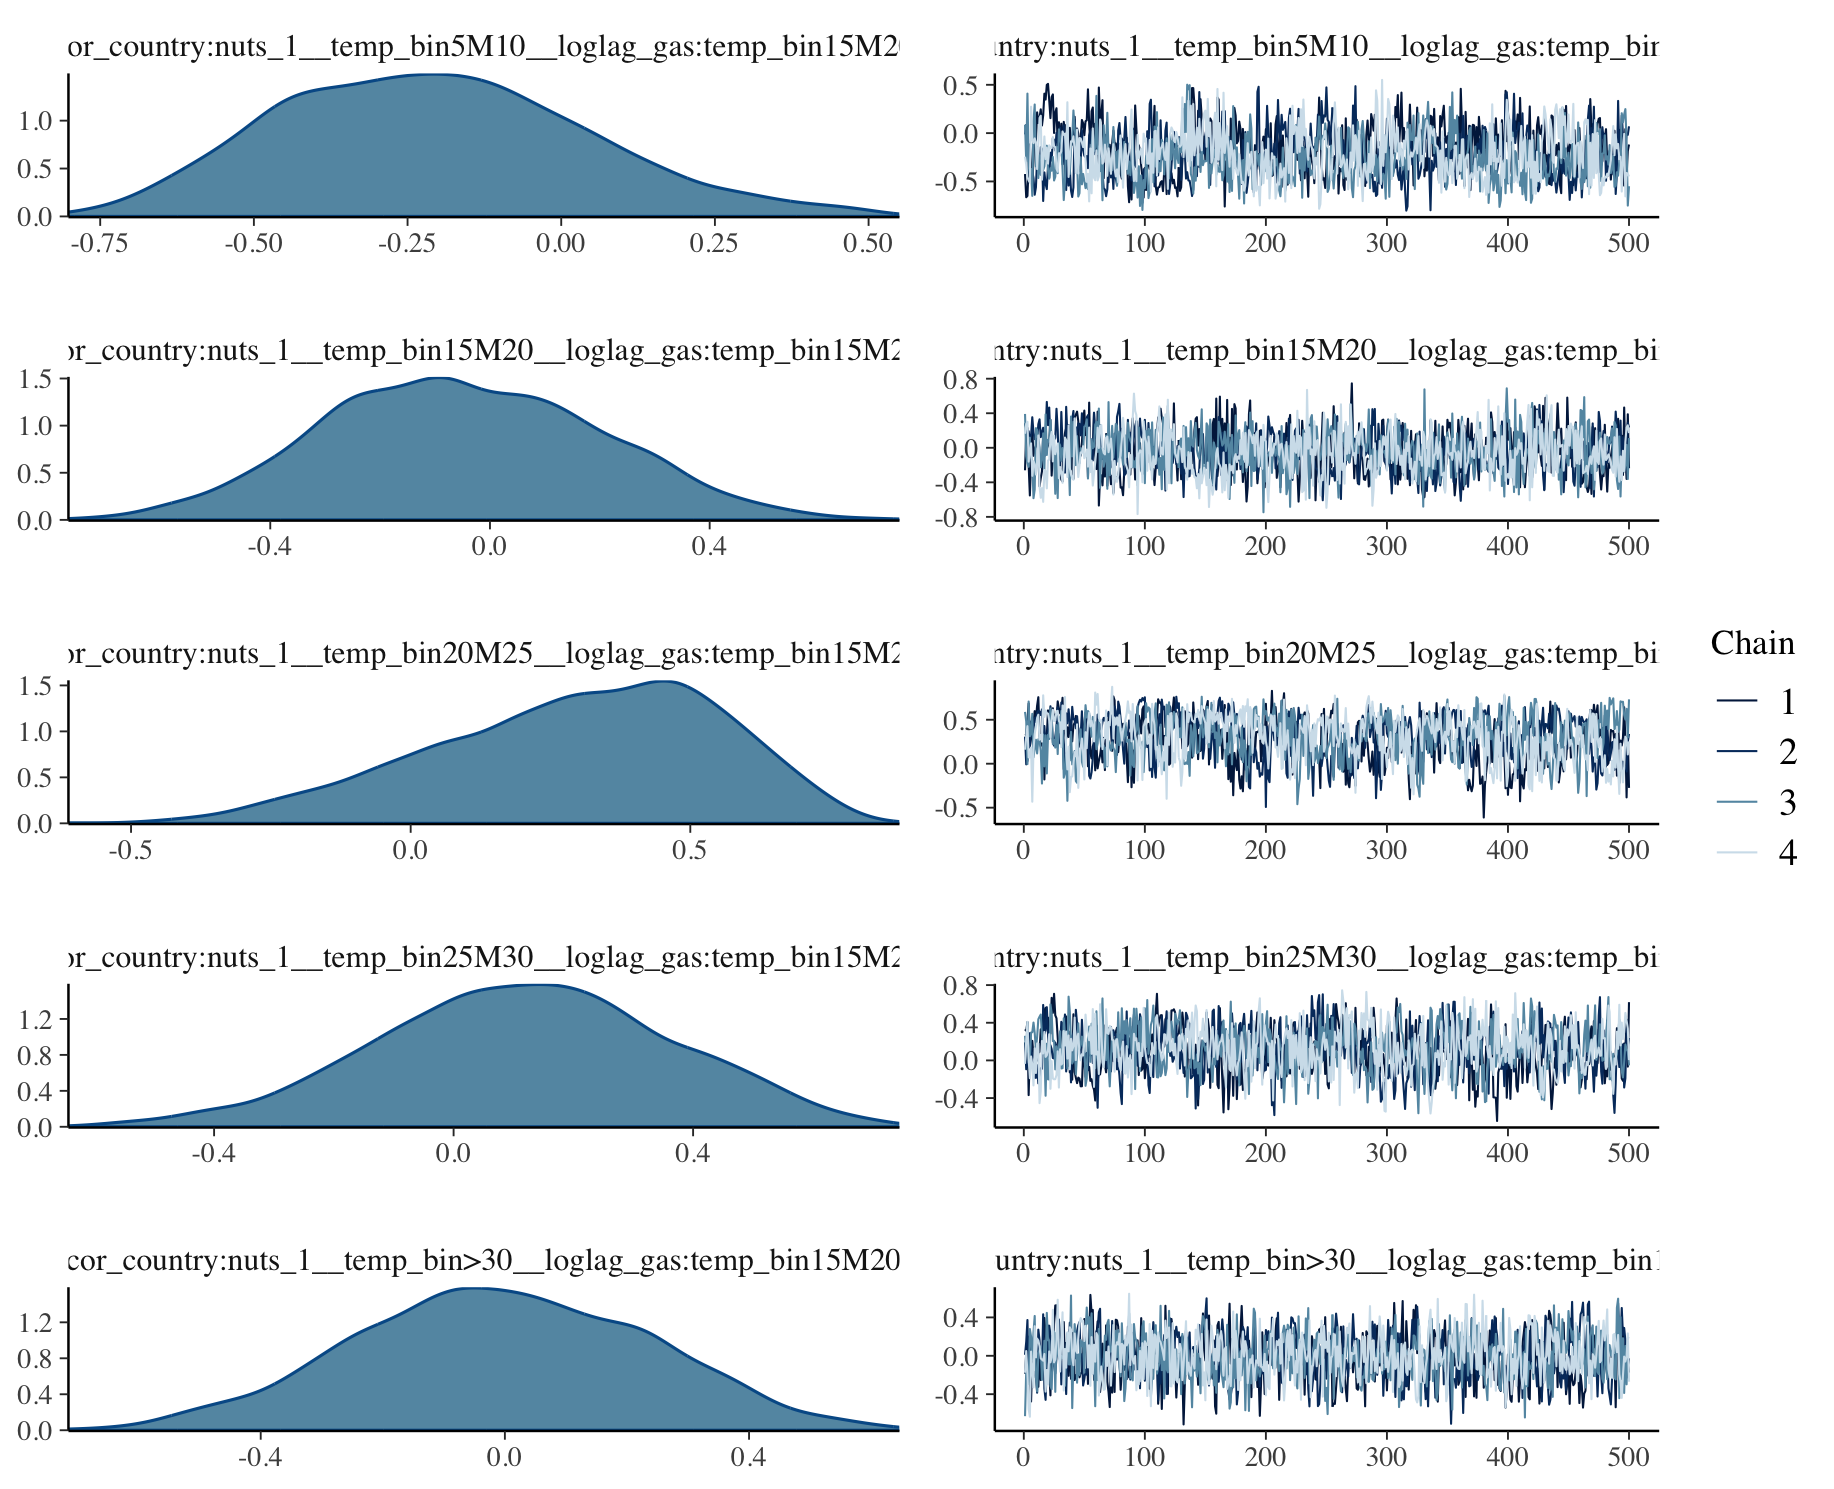 or_country:nuts_1__temp_bin5M10__loglag_gas:temp_bin15M20
ntry:nuts_1__temp_bin5M10__loglag_gas:temp_bin
1.0
0.5
0.0
-0.75 -0.50 -0.25 0.00 0.25 0.50
0.5
0.0
-0.5
0 100 200 300 400 500
or_country:nuts_1__temp_bin15M20__loglag_gas:temp_bin15M2
ntry:nuts_1__temp_bin15M20__loglag_gas:temp_bi
1.5
1.0
0.5
0.0
-0.4 0.0 0.4
0.8
0.4
0.0
-0.4
-0.8
0 100 200 300 400 500
or_country:nuts_1__temp_bin20M25__loglag_gas:temp_bin15M2
ntry:nuts_1__temp_bin20M25__loglag_gas:temp_bi
1.5
1.0
0.5
0.0
-0.5 0.0 0.5
0.5
0.0
-0.5
0 100 200 300 400 500
Chain
1
2
3
4
or_country:nuts_1__temp_bin25M30__loglag_gas:temp_bin15M2
ntry:nuts_1__temp_bin25M30__loglag_gas:temp_bi
1.2
0.8
0.4
0.0
-0.4 0.0 0.4
0.8
0.4
0.0
-0.4
0 100 200 300 400 500
cor_country:nuts_1__temp_bin>30__loglag_gas:temp_bin15M20
untry:nuts_1__temp_bin>30__loglag_gas:temp_bin1
1.2
0.8
0.4
0.0
-0.4 0.0 0.4
0.4
0.0
-0.4
0 100 200 300 400 500